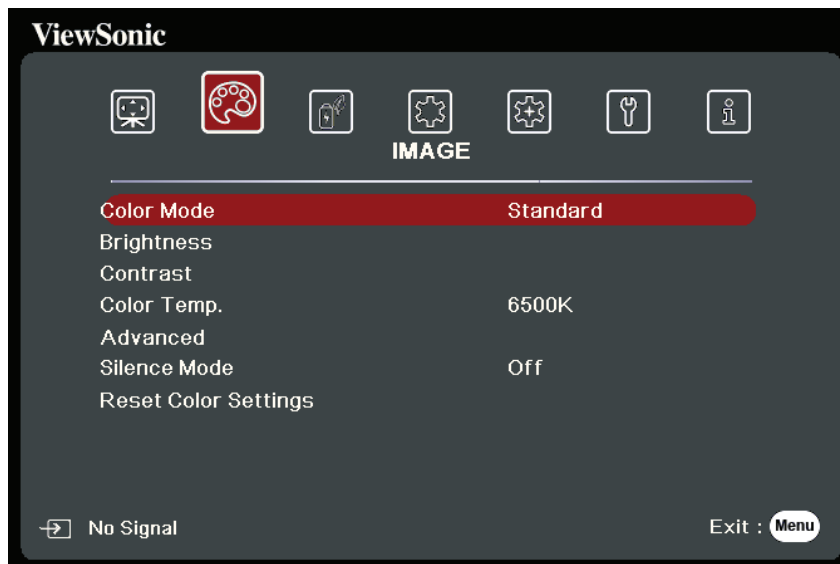 ViewSonic
IMAGE
Color Mode Standard
Brightness
Contrast
Color Temp. 6500K
Advanced
Silence Mode Off
Reset Color Settings
No Signal Exit : Menu